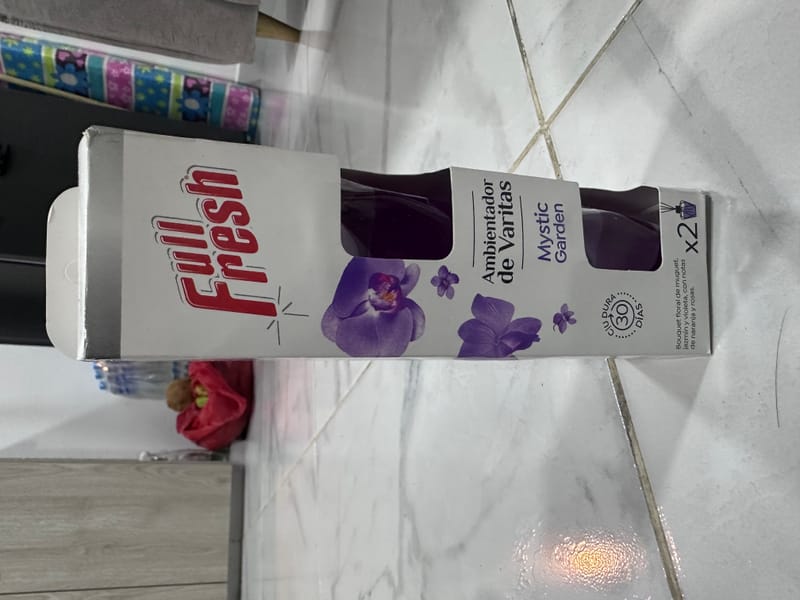 Full
Fresh
Ambientador
de Varitas
Mystic
Garden
C/U DURA
30
DÍAS
x2
Bouquet floral de muguet,
jazmín y violeta, con notas
de naranja y rosas.